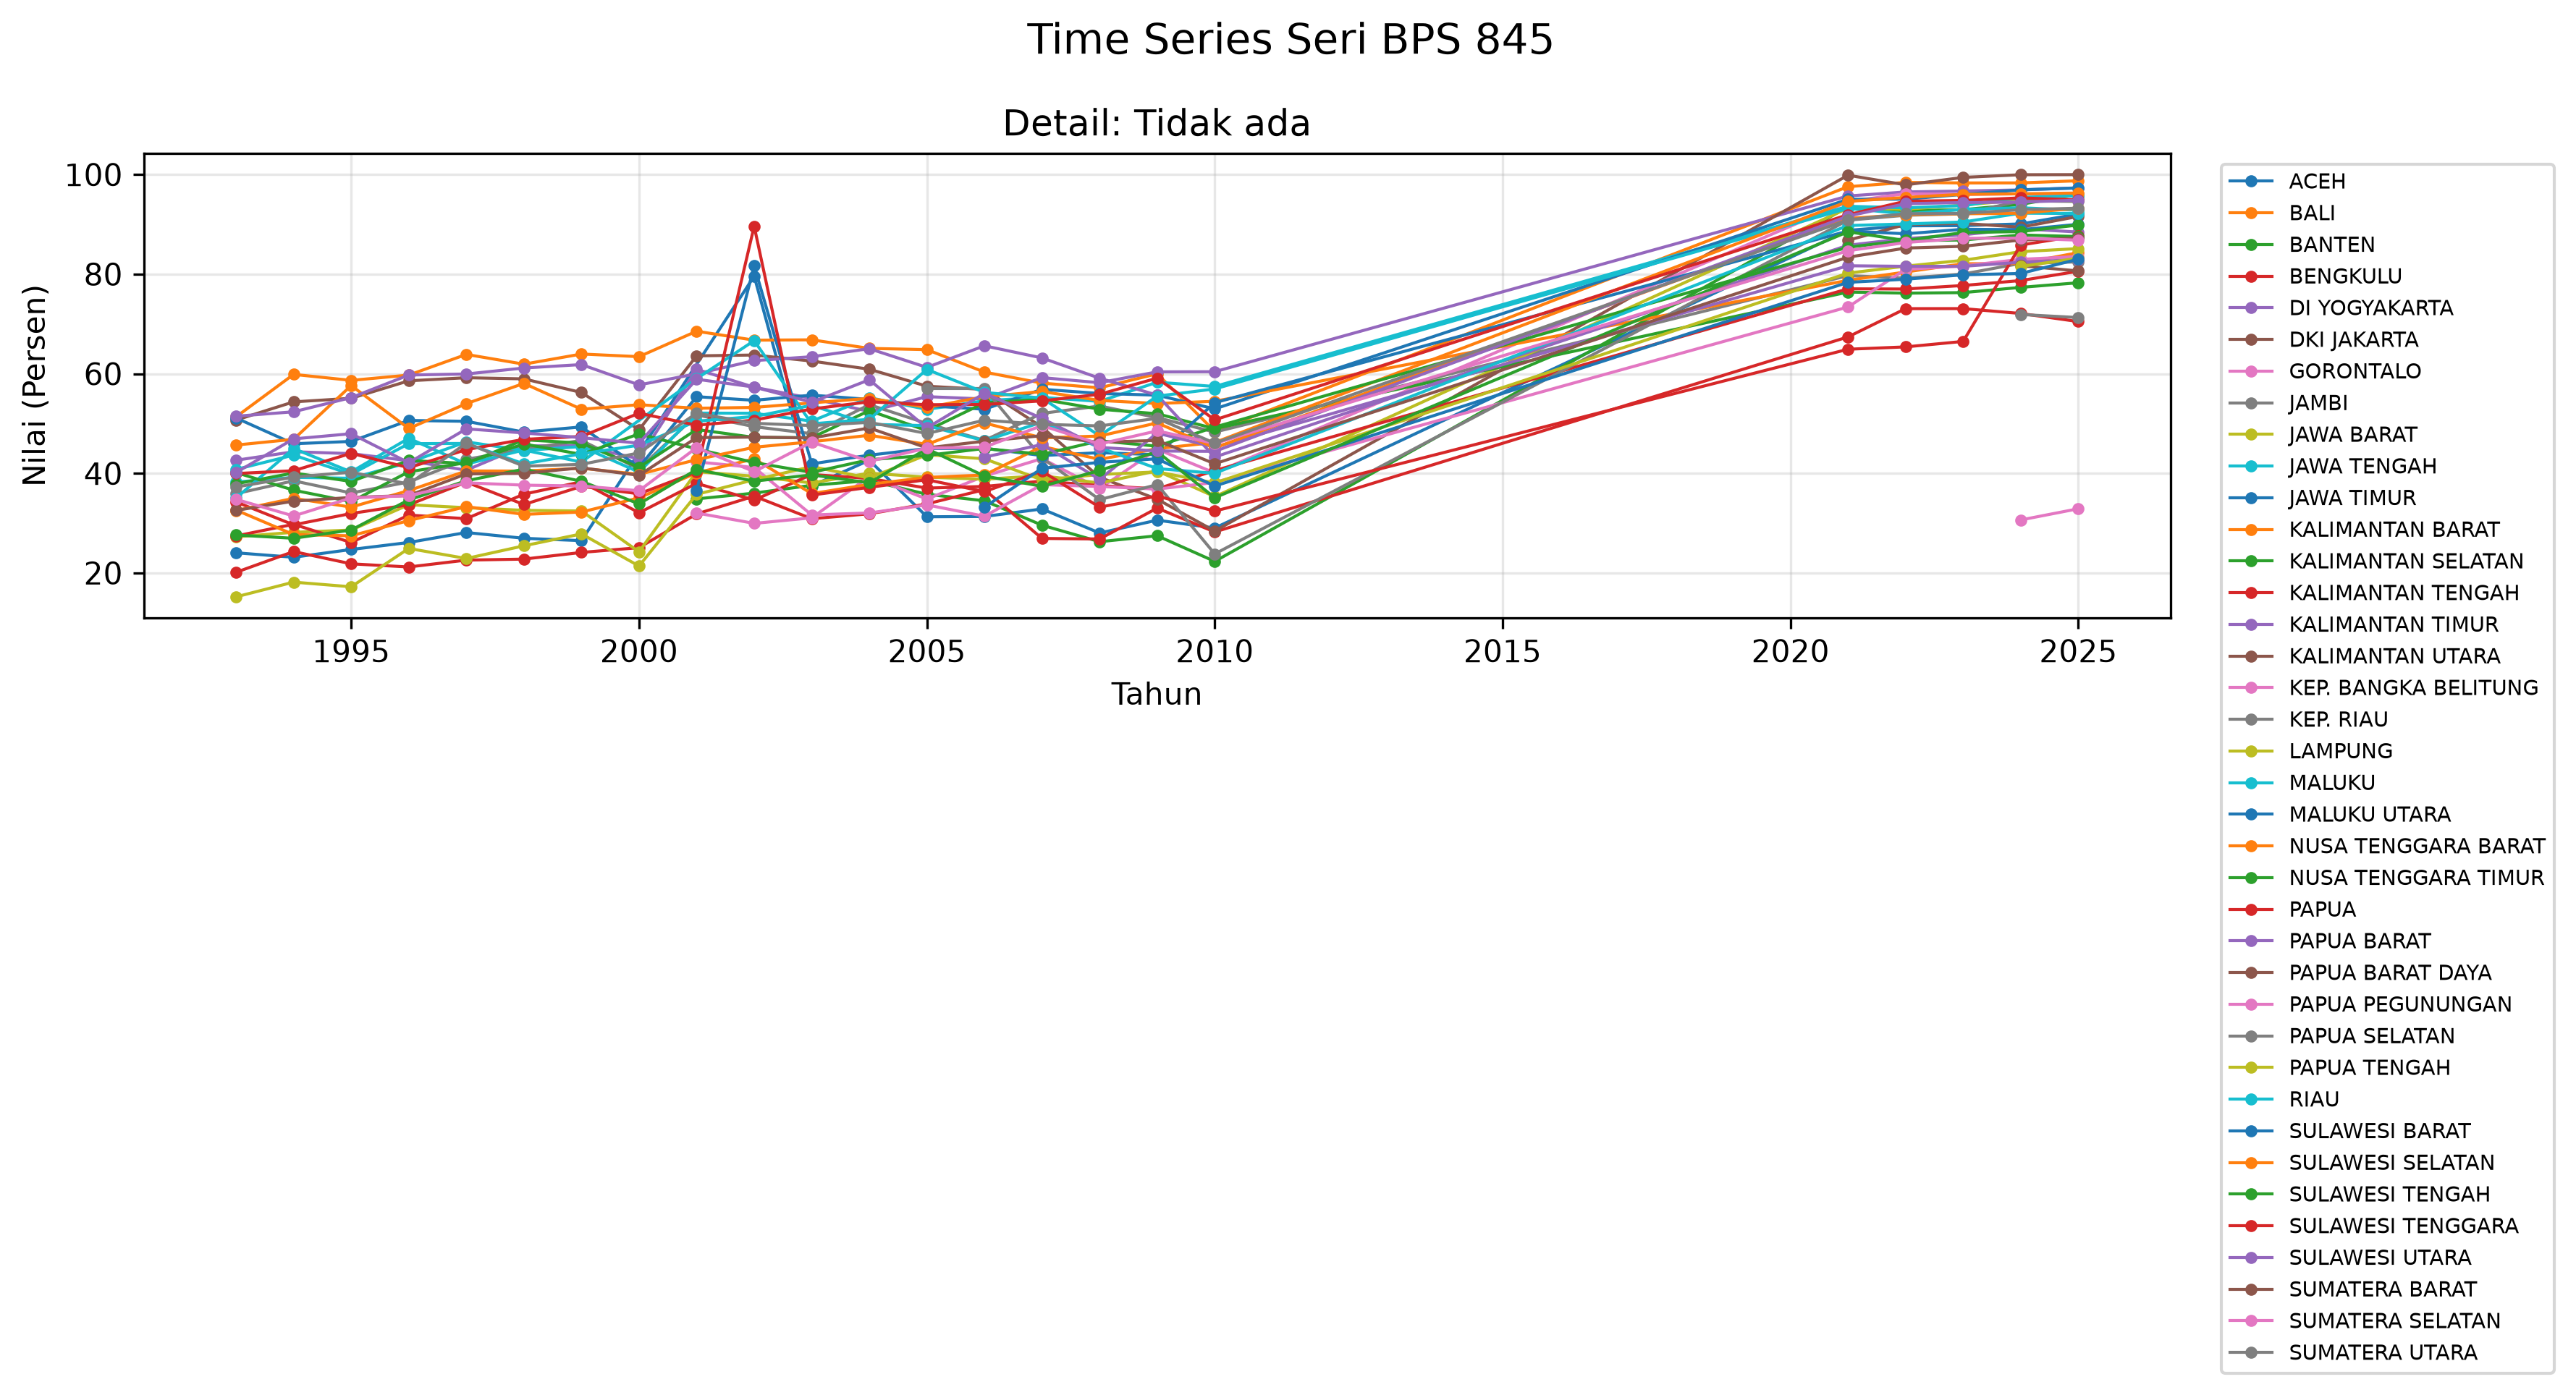 Time Series Seri BPS 845
Detail: Tidak ada
Nilai (Persen)
100
80
60
40
20
1995 2000 2005 2010 2015 2020 2025
Tahun
ACEH
BALI
BANTEN
BENGKULU
DI YOGYAKARTA
DKI JAKARTA
GORONTALO
JAMBI
JAWA BARAT
JAWA TENGAH
JAWA TIMUR
KALIMANTAN BARAT
KALIMANTAN SELATAN
KALIMANTAN TENGAH
KALIMANTAN TIMUR
KALIMANTAN UTARA
KEP. BANGKA BELITUNG
KEP. RIAU
LAMPUNG
MALUKU
MALUKU UTARA
NUSA TENGGARA BARAT
NUSA TENGGARA TIMUR
PAPUA
PAPUA BARAT
PAPUA BARAT DAYA
PAPUA PEGUNUNGAN
PAPUA SELATAN
PAPUA TENGAH
RIAU
SULAWESI BARAT
SULAWESI SELATAN
SULAWESI TENGAH
SULAWESI TENGGARA
SULAWESI UTARA
SUMATERA BARAT
SUMATERA SELATAN
SUMATERA UTARA